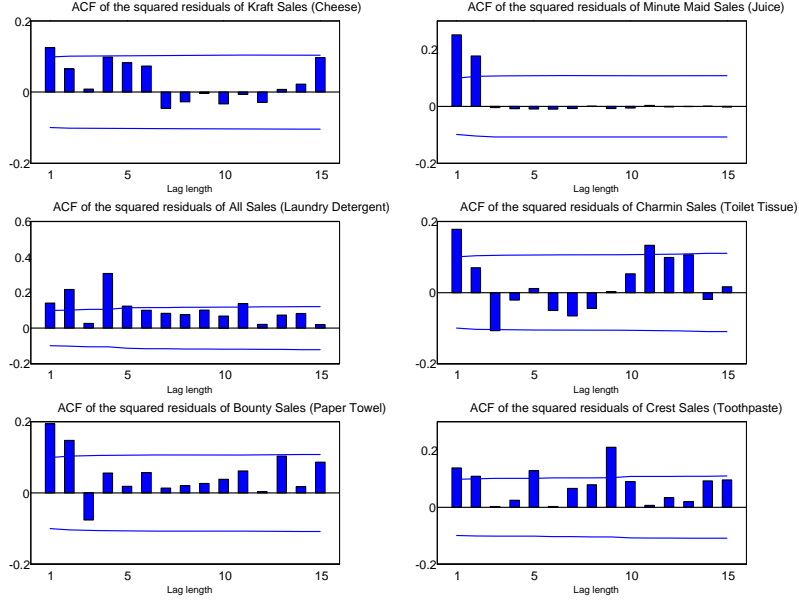 ACF of the squared residuals of Kraft Sales (Cheese)
0.2
0
-0.2
1 5 10 15
Lag length
ACF of the squared residuals of Minute Maid Sales (Juice)
0.2
0
-0.2
1 5 10 15
Lag length
ACF of the squared residuals of All Sales (Laundry Detergent)
0.6
0.4
0.2
0
-0.2
1 5 10 15
Lag length
ACF of the squared residuals of Charmin Sales (Toilet Tissue)
0.2
0
-0.2
1 5 10 15
Lag length
ACF of the squared residuals of Bounty Sales (Paper Towel)
0.2
0
-0.2
1 5 10 15
Lag length
ACF of the squared residuals of Crest Sales (Toothpaste)
0.2
0
-0.2
1 5 10 15
Lag length